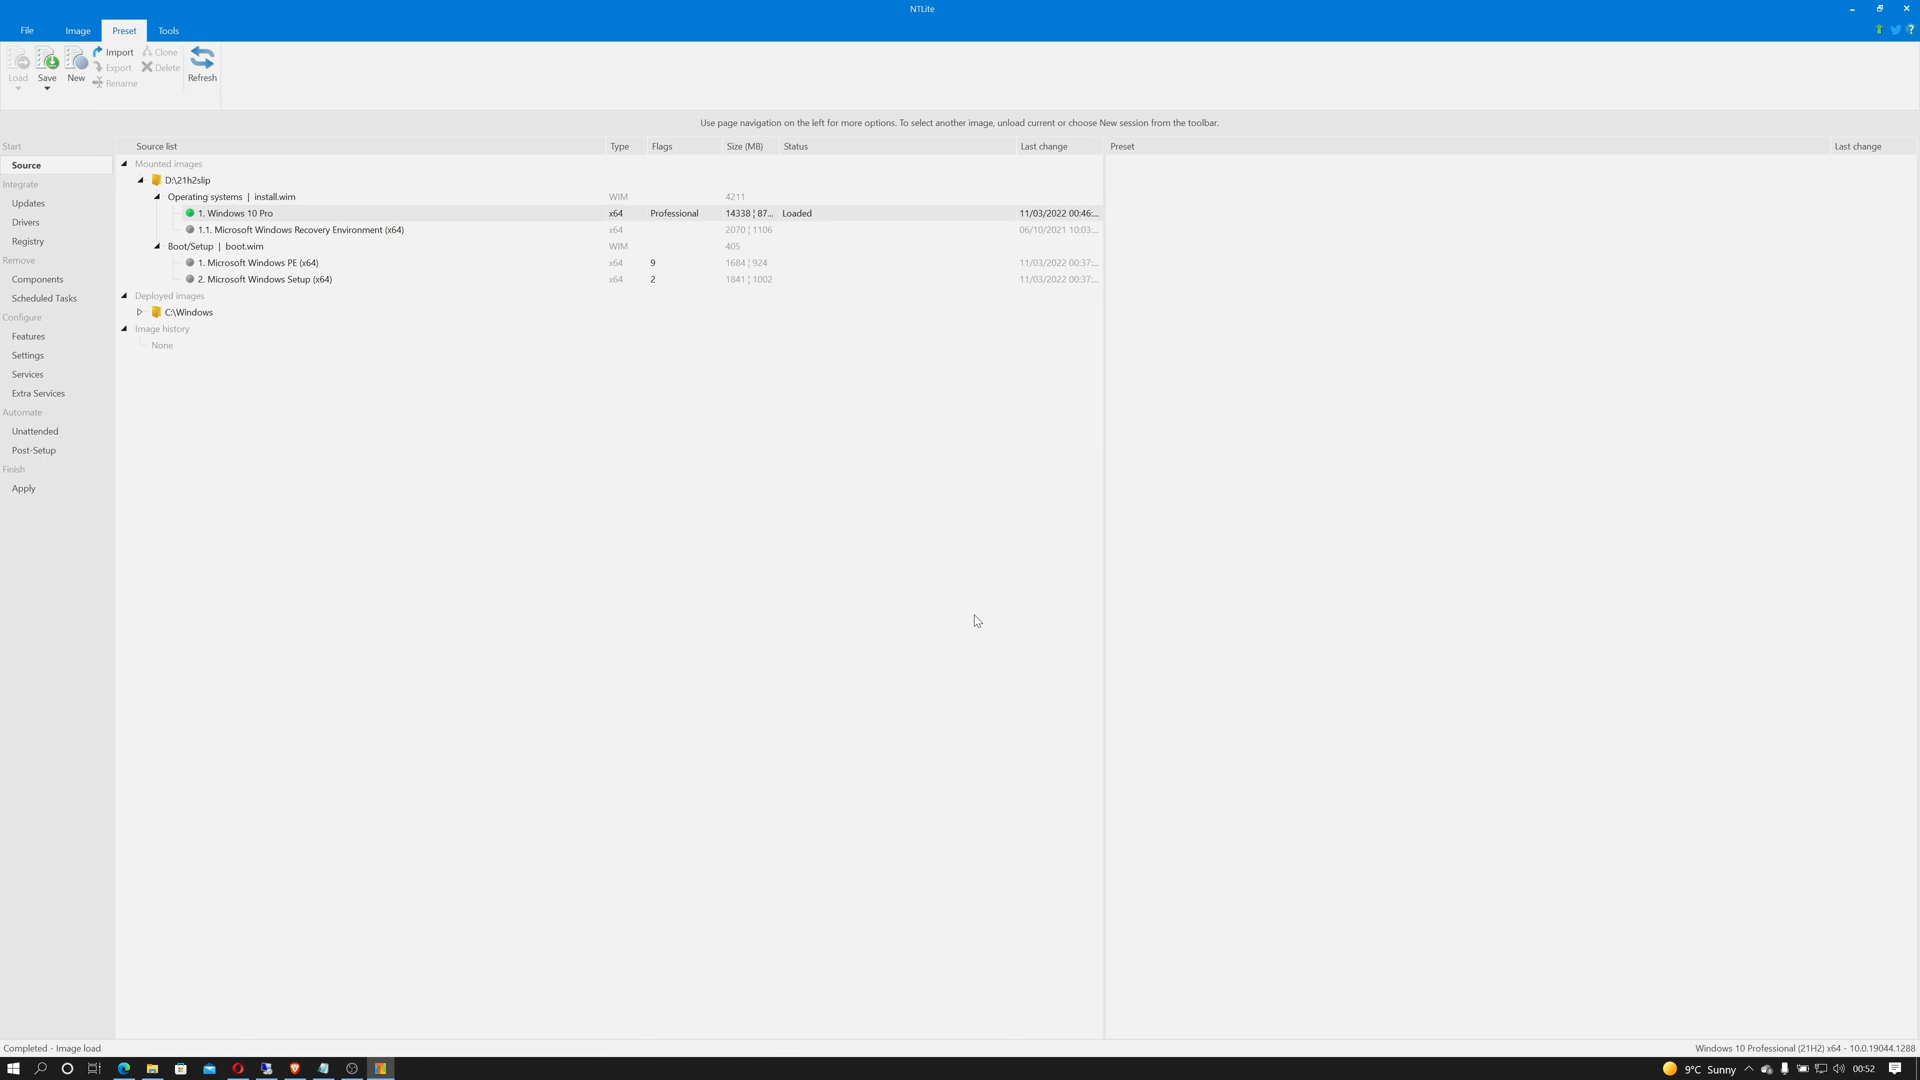 NTLite
File Image Preset Tools
Load Save New Import Export Rename Clone Delete Refresh
Use page navigation on the left for more options. To select another image, unload current or choose New session from the toolbar.
Start
Source
Integrate
Updates
Drivers
Registry
Remove
Components
Scheduled Tasks
Configure
Features
Settings
Services
Extra Services
Automate
Unattended
Post-Setup
Finish
Apply
Source list Type Flags Size (MB) Status Last change
Mounted images
D:\21h2slip
Operating systems | install.wim WIM 4211
1. Windows 10 Pro x64 Professional 14338 ¦ 87... Loaded 11/03/2022 00:46:...
1.1. Microsoft Windows Recovery Environment (x64) x64 2070 ¦ 1106 06/10/2021 10:03:...
Boot/Setup | boot.wim WIM 405
1. Microsoft Windows PE (x64) x64 9 1684 ¦ 924 11/03/2022 00:37:...
2. Microsoft Windows Setup (x64) x64 2 1841 ¦ 1002 11/03/2022 00:37:...
Deployed images
C:\Windows
Image history
None
Preset Last change
Completed - Image load
Windows 10 Professional (21H2) x64 - 10.0.19044.1288
9°C Sunny 00:52